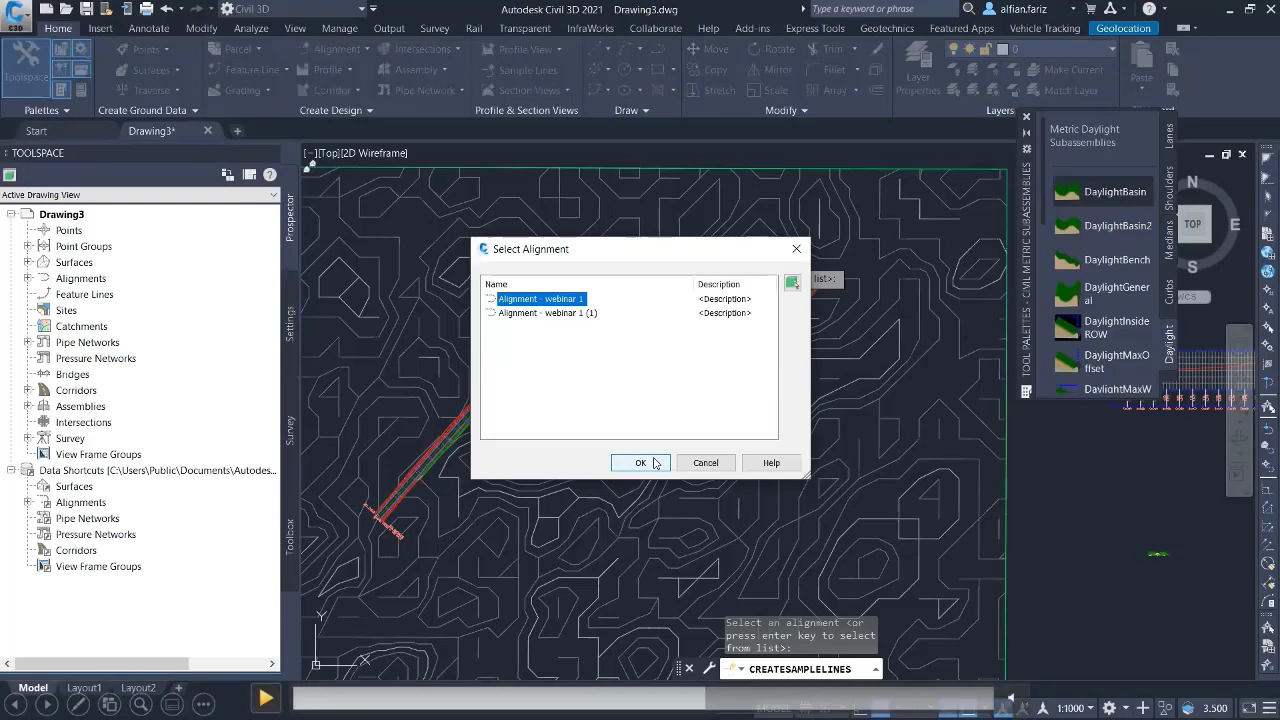 Civil 3D
Autodesk Civil 3D 2021 Drawing3.dwg
Type a keyword or phrase
alfian.fariz
C3D
Home Insert Annotate Modify Analyze View Manage Output Survey Rail Transparent InfraWorks Collaborate Help Add-ins Express Tools Geotechnics Featured Apps Vehicle Tracking Geolocation
Toolspace
Points
Surfaces
Traverse
Parcel
Feature Line
Grading
Alignment
Profile
Corridor
Intersections
Assembly
Pipe Network
Profile View
Sample Lines
Section Views
Move
Copy
Stretch
Rotate
Mirror
Scale
Trim
Fillet
Array
Layer
Properties
0
Make Current
Match Layer
Paste
Palettes Create Ground Data Create Design Profile & Section Views Draw Modify Layers
Start Drawing3*
TOOLSPACE
Active Drawing View
Drawing3
Points
Point Groups
Surfaces
Alignments
Feature Lines
Sites
Catchments
Pipe Networks
Pressure Networks
Bridges
Corridors
Assemblies
Intersections
Survey
View Frame Groups
Data Shortcuts [C:\Users\Public\Documents\Autodes...
Surfaces
Alignments
Pipe Networks
Pressure Networks
Corridors
View Frame Groups
Prospector
Settings
Survey
Toolbox
[−][Top][2D Wireframe]
Select Alignment
Name Description
Alignment - webinar 1 <Description>
Alignment - webinar 1 (1) <Description>
OK Cancel Help
list>:
Select an alignment <or
press enter key to select
from list>:
CREATESAMPLELINES
Y
X
TOOL PALETTES - CIVIL METRIC SUBASSEMBLIES
Metric Daylight
Subassemblies
DaylightBasin
DaylightBasin2
DaylightBench
DaylightGener
al
DaylightInside
ROW
DaylightMaxO
ffset
DaylightMaxW
Lanes
Shoulders
Medians
Curbs
Daylight
N
TOP
E
S
WCS
Model Layout1 Layout2
MODEL
1:1000
3.500